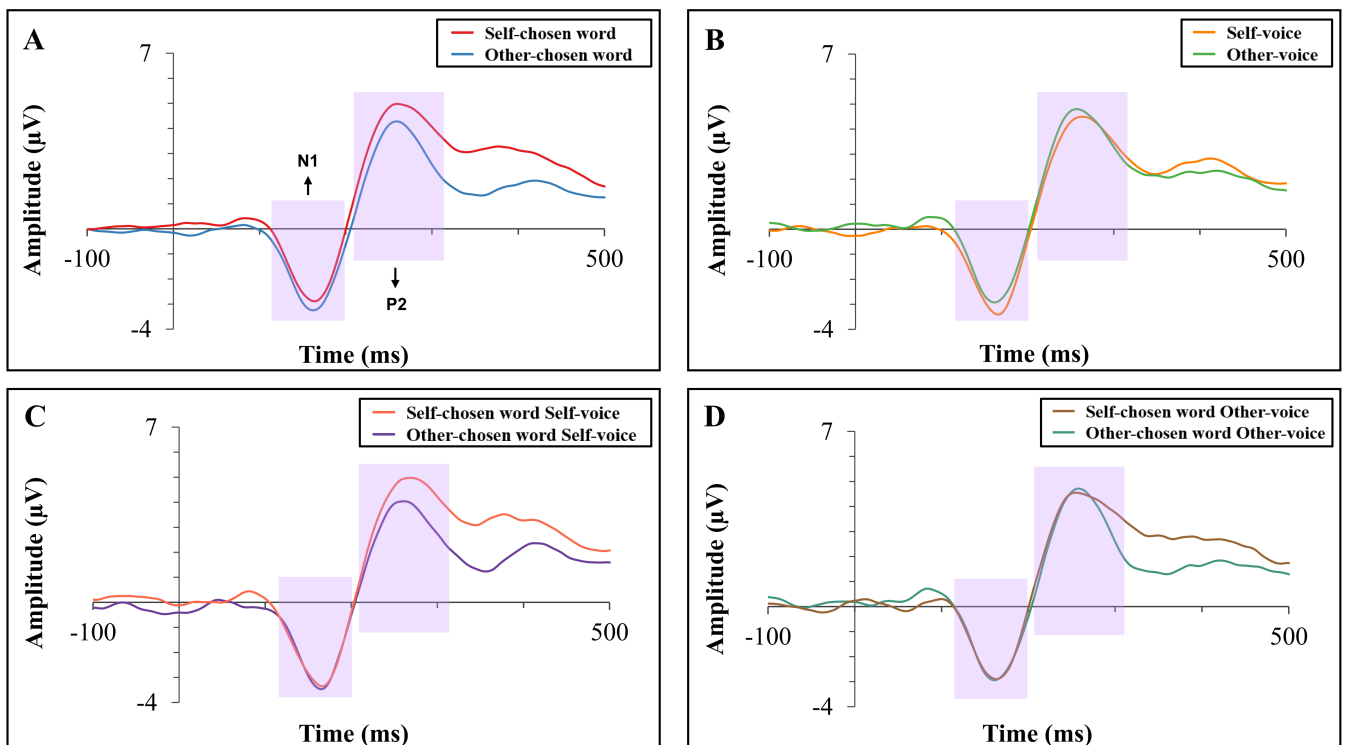 A
Self-chosen word
Other-chosen word
7
Amplitude (µV)
N1
P2
-100
500
-4
Time (ms)
B
Self-voice
Other-voice
7
Amplitude (µV)
-100
500
-4
Time (ms)
C
Self-chosen word Self-voice
Other-chosen word Self-voice
7
Amplitude (µV)
-100
500
-4
Time (ms)
D
Self-chosen word Other-voice
Other-chosen word Other-voice
7
Amplitude (µV)
-100
500
-4
Time (ms)